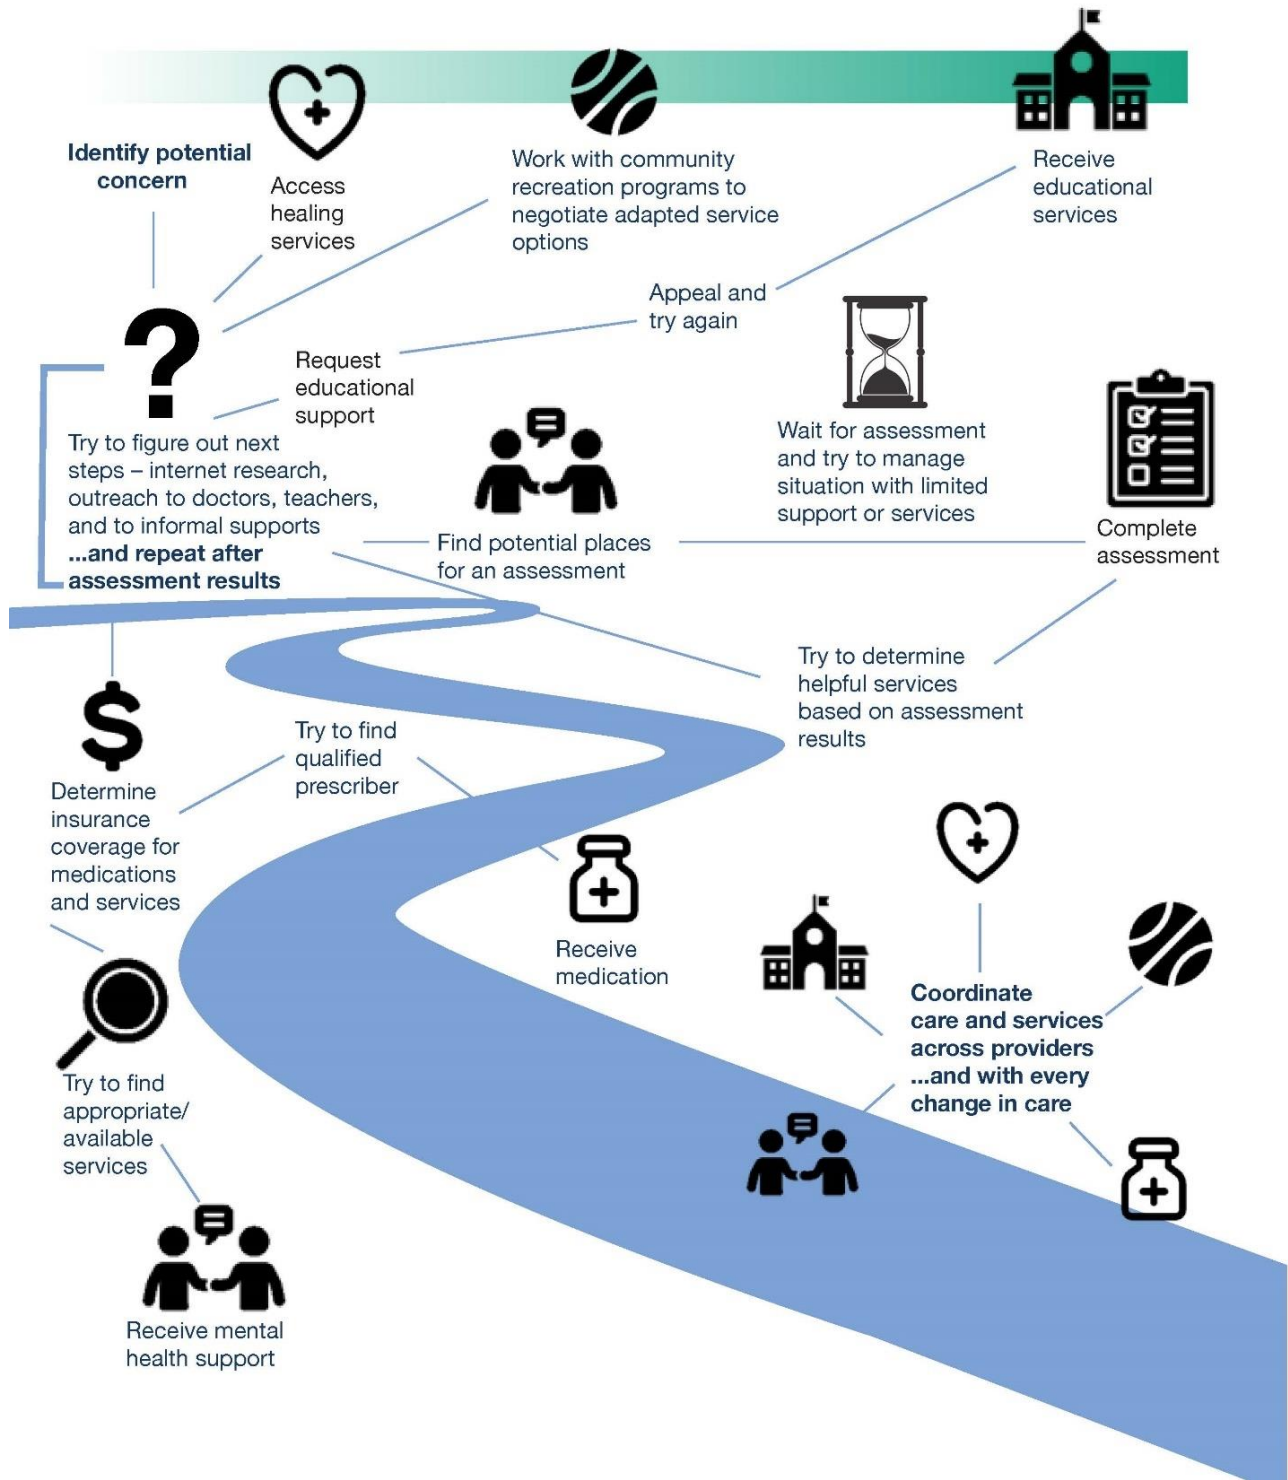 Identify potential
concern
Access
healing
services
Work with community
recreation programs to
negotiate adapted service
options
Receive
educational
services
Appeal and
try again
Request
educational
support
Try to figure out next
steps – internet research,
outreach to doctors, teachers,
and to informal supports
...and repeat after
assessment results
Find potential places
for an assessment
Wait for assessment
and try to manage
situation with limited
support or services
Complete
assessment
Try to determine
helpful services
based on assessment
results
$
Determine
insurance
coverage for
medications
and services
Try to find
qualified
prescriber
Receive
medication
Try to find
appropriate/
available
services
Receive mental
health support
Coordinate
care and services
across providers
...and with every
change in care